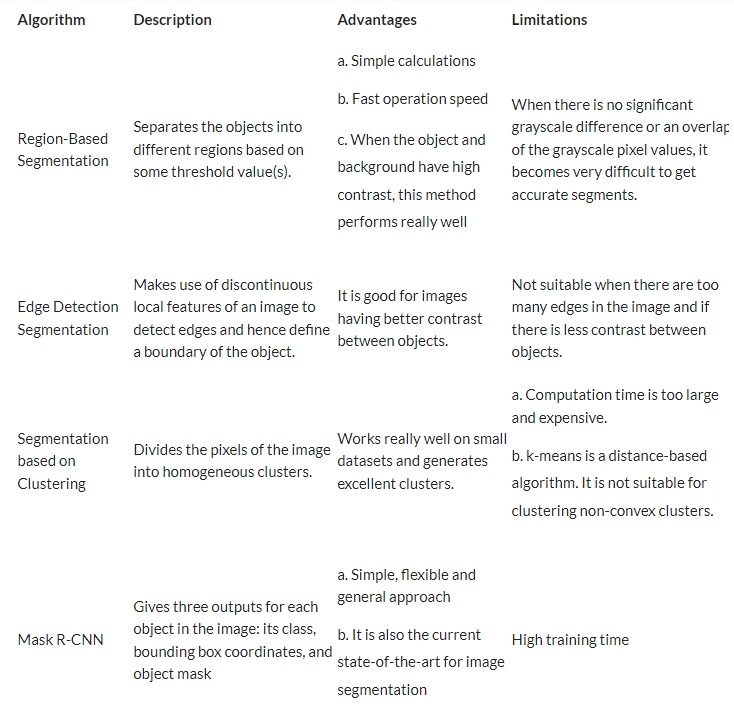 Algorithm Description Advantages Limitations
Region-Based
Segmentation
Separates the objects into
different regions based on
some threshold value(s).
a. Simple calculations
b. Fast operation speed
c. When the object and
background have high
contrast, this method
performs really well
When there is no significant
grayscale difference or an overlap
of the grayscale pixel values, it
becomes very difficult to get
accurate segments.
Edge Detection
Segmentation
Makes use of discontinuous
local features of an image to
detect edges and hence define
a boundary of the object.
It is good for images
having better contrast
between objects.
Not suitable when there are too
many edges in the image and if
there is less contrast between
objects.
Segmentation
based on
Clustering
Divides the pixels of the image
into homogeneous clusters.
Works really well on small
datasets and generates
excellent clusters.
a. Computation time is too large
and expensive.
b. k-means is a distance-based
algorithm. It is not suitable for
clustering non-convex clusters.
Mask R-CNN
Gives three outputs for each
object in the image: its class,
bounding box coordinates, and
object mask
a. Simple, flexible and
general approach
b. It is also the current
state-of-the-art for image
segmentation
High training time